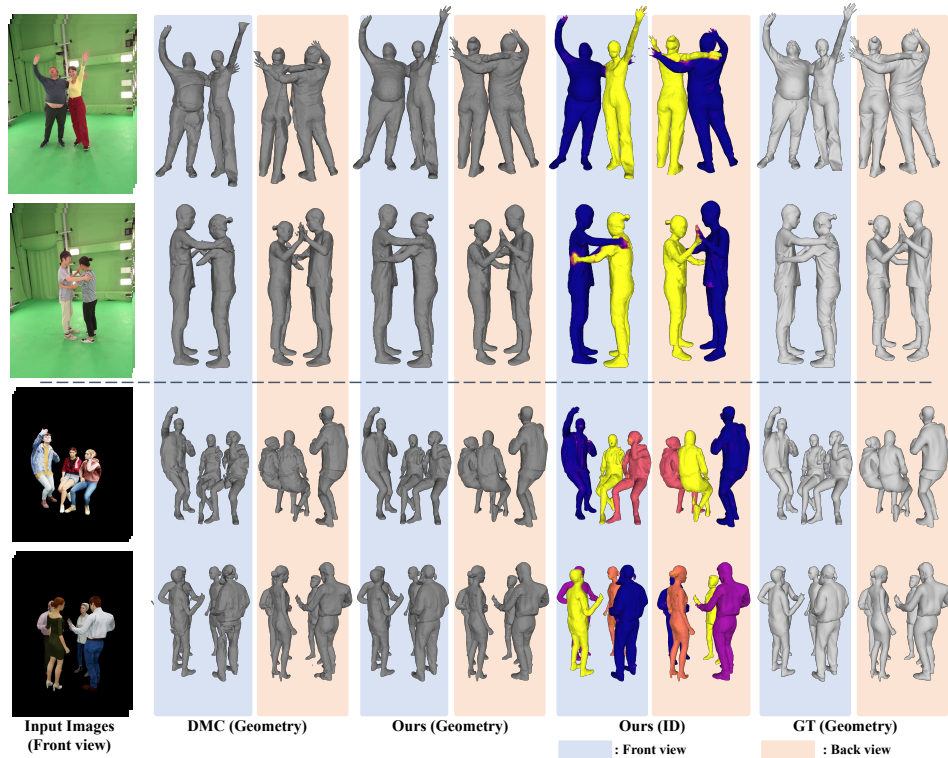 Input Images
(Front view)
DMC (Geometry)
Ours (Geometry)
Ours (ID)
GT (Geometry)
: Front view
: Back view